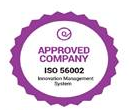 APPROVED
COMPANY
ISO 56002
Innovation Management
System